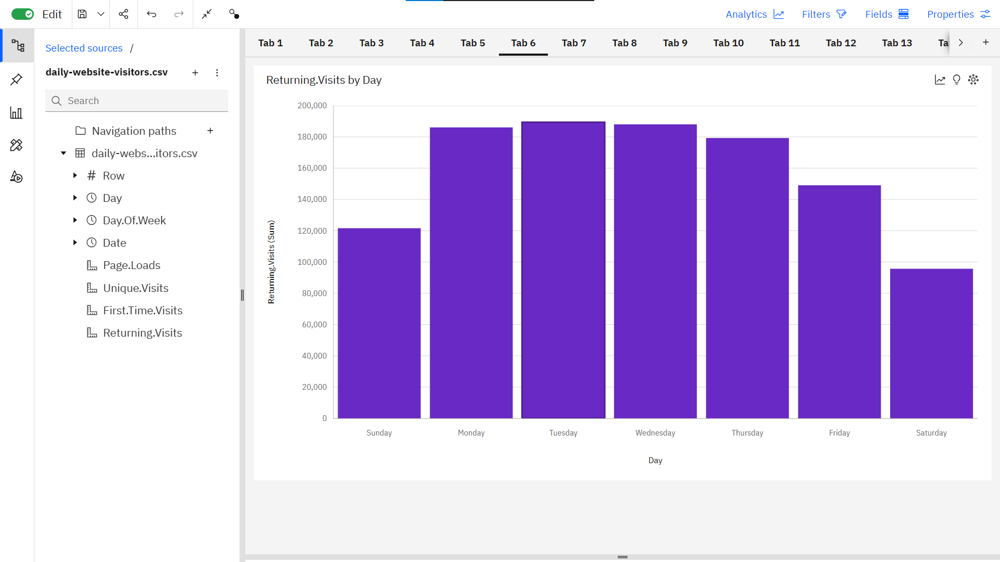 Edit
Analytics
Filters
Fields
Properties
Selected sources /
daily-website-visitors.csv
Search
Navigation paths
daily-webs...itors.csv
# Row
Day
Day.Of.Week
Date
Page.Loads
Unique.Visits
First.Time.Visits
Returning.Visits
Tab 1 Tab 2 Tab 3 Tab 4 Tab 5 Tab 6 Tab 7 Tab 8 Tab 9 Tab 10 Tab 11 Tab 12 Tab 13 Ta
Returning.Visits by Day
Returning.Visits (Sum)
200,000
180,000
160,000
140,000
120,000
100,000
80,000
60,000
40,000
20,000
0
Sunday Monday Tuesday Wednesday Thursday Friday Saturday
Day